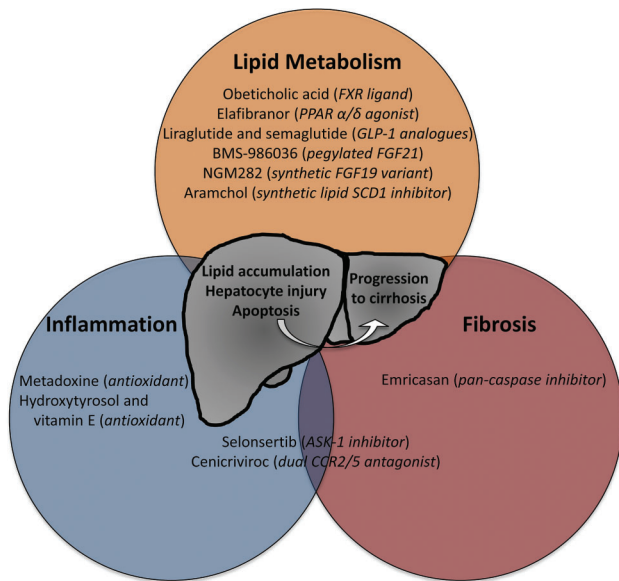 Lipid Metabolism
Obeticholic acid (FXR ligand)
Elafibranor (PPAR α/δ agonist)
Liraglutide and semaglutide (GLP-1 analogues)
BMS-986036 (pegylated FGF21)
NGM282 (synthetic FGF19 variant)
Aramchol (synthetic lipid SCD1 inhibitor)
Lipid accumulation
Hepatocyte injury
Apoptosis
Progression
to cirrhosis
Inflammation
Metadoxine (antioxidant)
Hydroxytyrosol and
vitamin E (antioxidant)
Fibrosis
Emricasan (pan-caspase inhibitor)
Selonsertib (ASK-1 inhibitor)
Cenicriviroc (dual CCR2/5 antagonist)